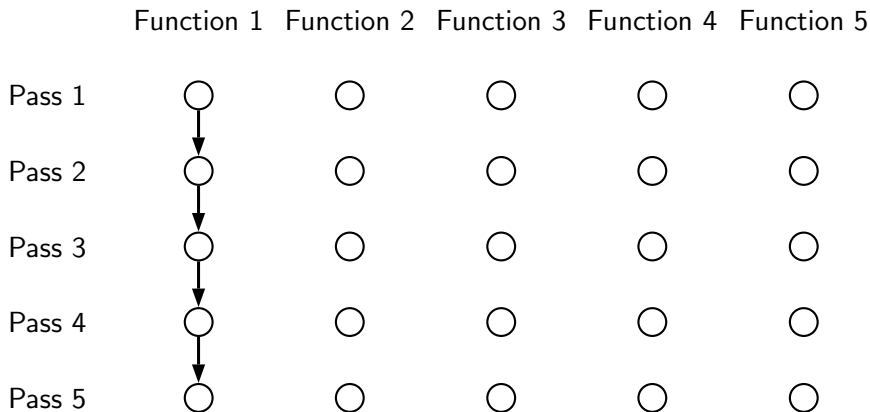 Function 1 Function 2 Function 3 Function 4 Function 5
Pass 1
Pass 2
Pass 3
Pass 4
Pass 5